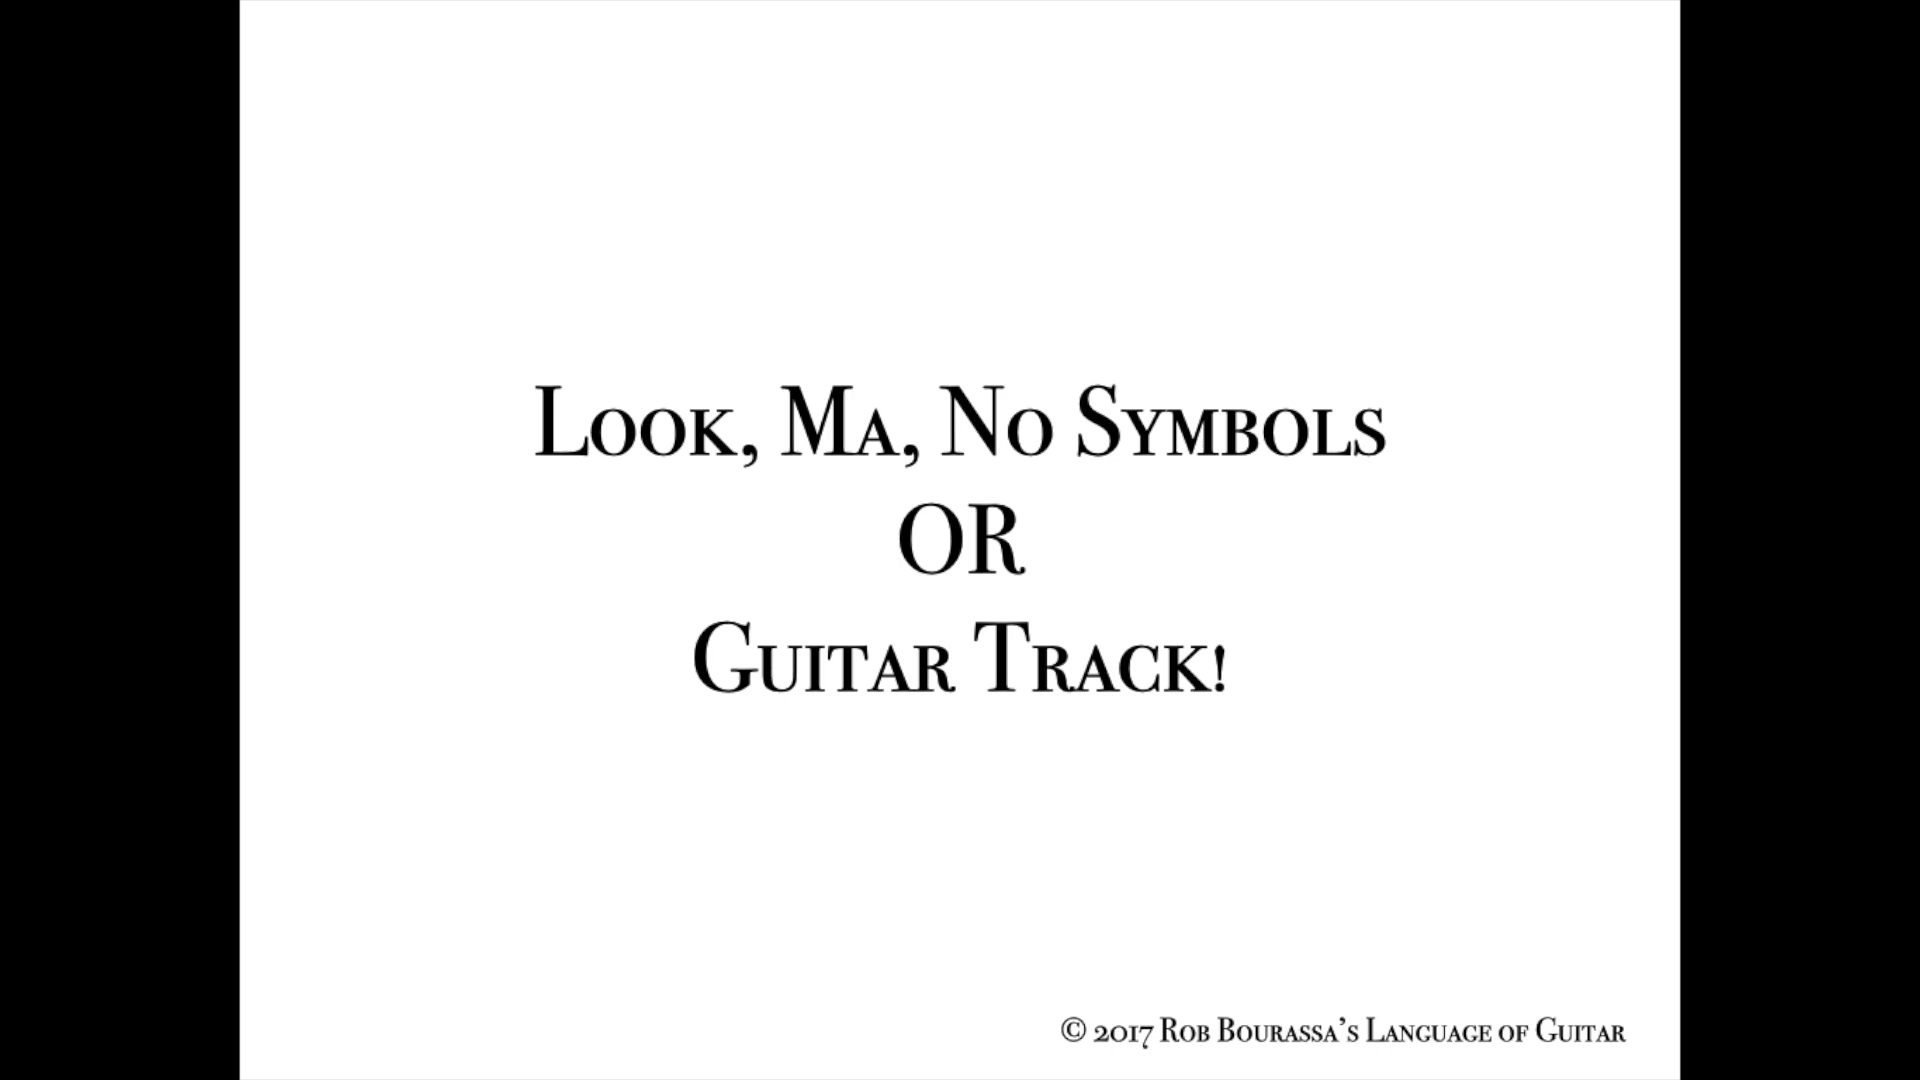 Look, Ma, No Symbols
OR
Guitar Track!
© 2017 Rob Bourassa's Language of Guitar